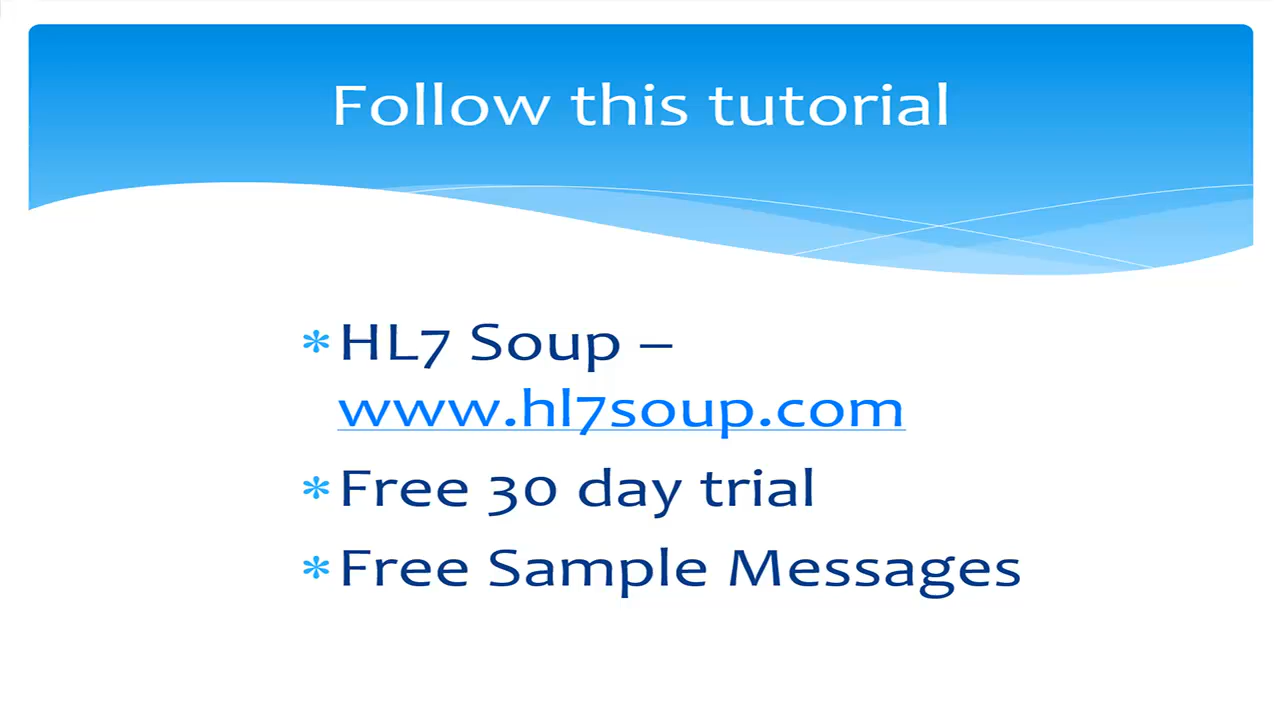 Follow this tutorial
*HL7 Soup –
www.hl7soup.com
*Free 30 day trial
*Free Sample Messages